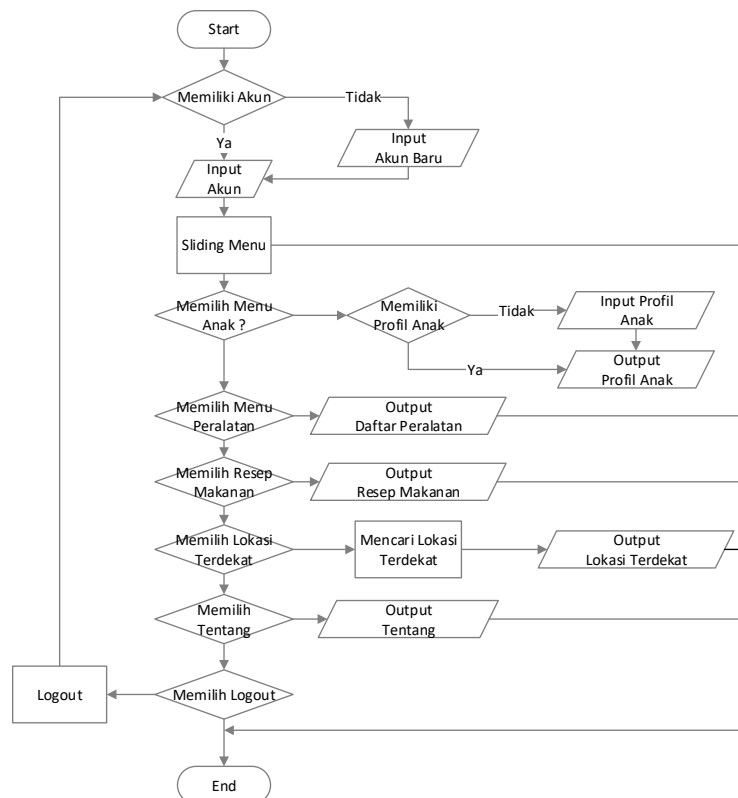 Start
Memiliki Akun
Tidak
Input
Akun Baru
Ya
Input
Akun
Sliding Menu
Memilih Menu
Anak ?
Memiliki
Profil Anak
Tidak
Input Profil
Anak
Ya
Output
Profil Anak
Memilih Menu
Peralatan
Output
Daftar Peralatan
Memilih Resep
Makanan
Output
Resep Makanan
Memilih Lokasi
Terdekat
Mencari Lokasi
Terdekat
Output
Lokasi Terdekat
Memilih
Tentang
Output
Tentang
Logout
Memilih Logout
End